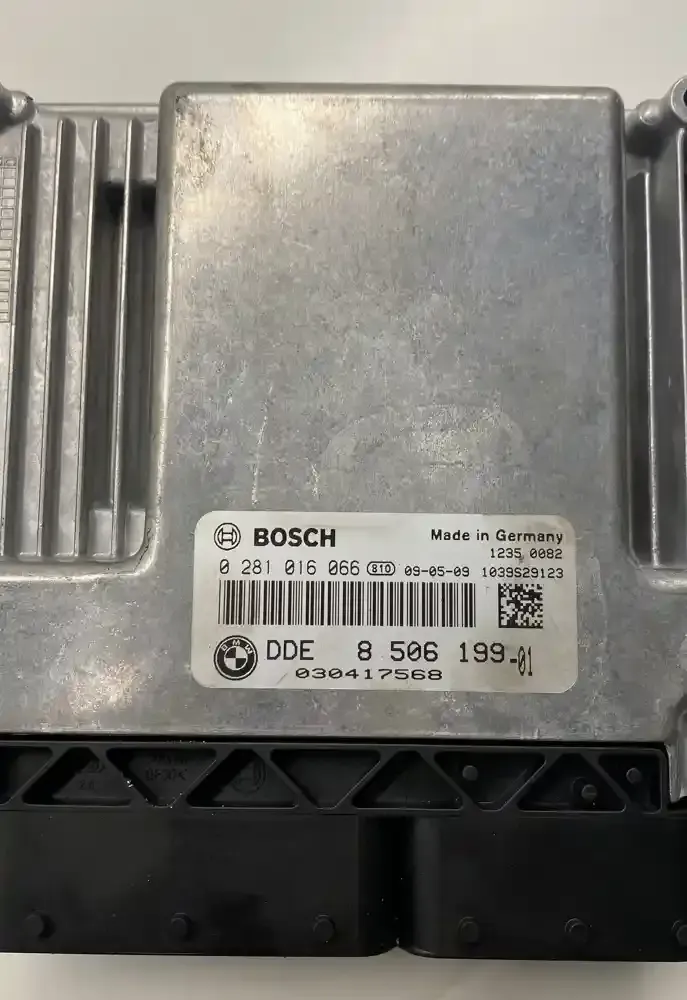 BOSCH Made in Germany
1235 0082
0 281 016 066 810 09-05-09 1039S29123
BMW DDE 8 506 199-01
030417568